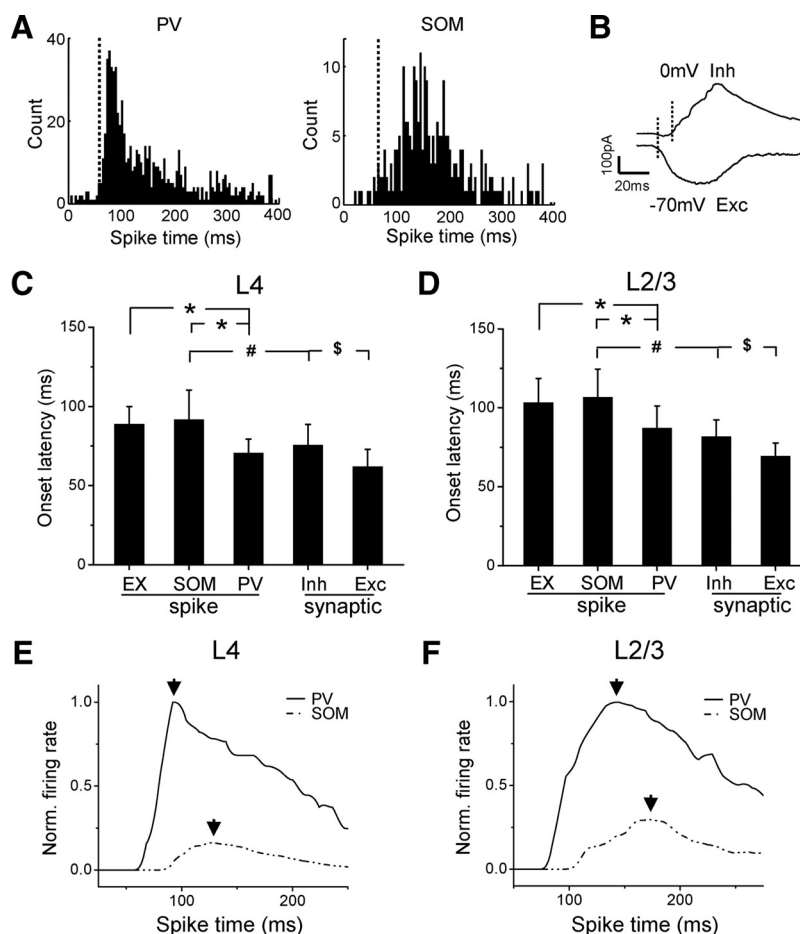 A
PV
SOM
B
Count
40
20
0
0
100
200
300
400
Spike time (ms)
Count
10
5
0
0
100
200
300
400
Spike time (ms)
0mV Inh
100pA
20ms
-70mV Exc
C
L4
Onset latency (ms)
150
100
50
0
*
*
#
$
EX SOM PV Inh Exc
spike synaptic
D
L2/3
Onset latency (ms)
150
100
50
0
*
*
#
$
EX SOM PV Inh Exc
spike synaptic
E
L4
Norm. firing rate
1.0
0.5
0.0
PV
SOM
100 200
Spike time (ms)
F
L2/3
Norm. firing rate
1.0
0.5
0.0
PV
SOM
100 200
Spike time (ms)